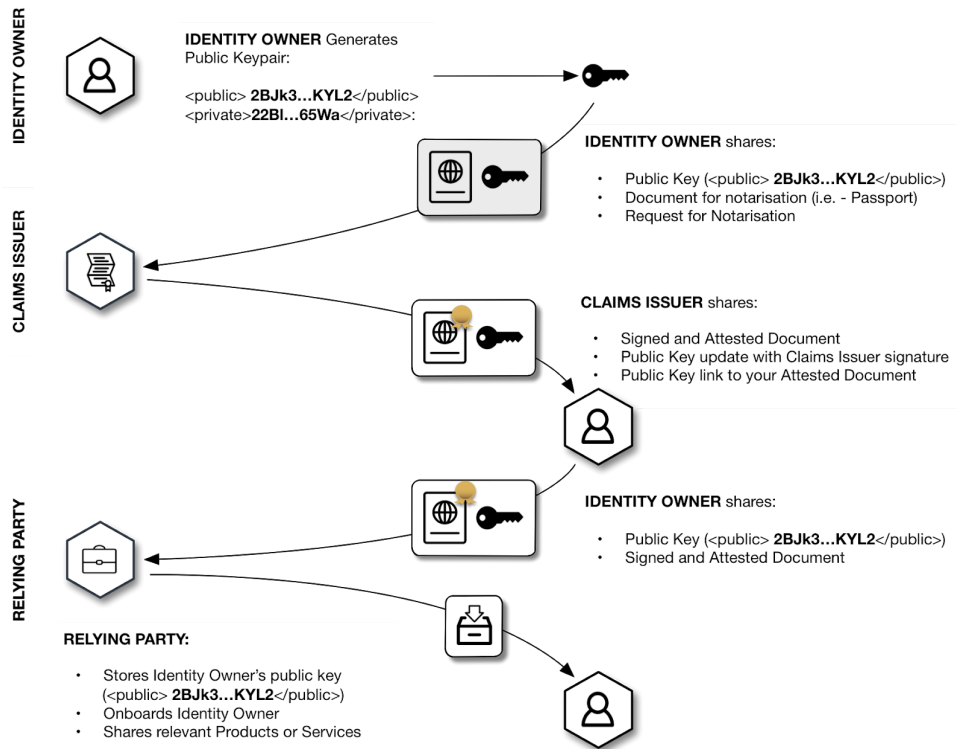 IDENTITY OWNER
IDENTITY OWNER Generates
Public Keypair:
<public> 2BJk3...KYL2</public>
<private>22Bl...65Wa</private>:
IDENTITY OWNER shares:
• Public Key (<public> 2BJk3...KYL2</public>)
• Document for notarisation (i.e. - Passport)
• Request for Notarisation
CLAIMS ISSUER
CLAIMS ISSUER shares:
• Signed and Attested Document
• Public Key update with Claims Issuer signature
• Public Key link to your Attested Document
RELYING PARTY
IDENTITY OWNER shares:
• Public Key (<public> 2BJk3...KYL2</public>)
• Signed and Attested Document
RELYING PARTY:
• Stores Identity Owner's public key
(<public> 2BJk3...KYL2</public>)
• Onboards Identity Owner
• Shares relevant Products or Services